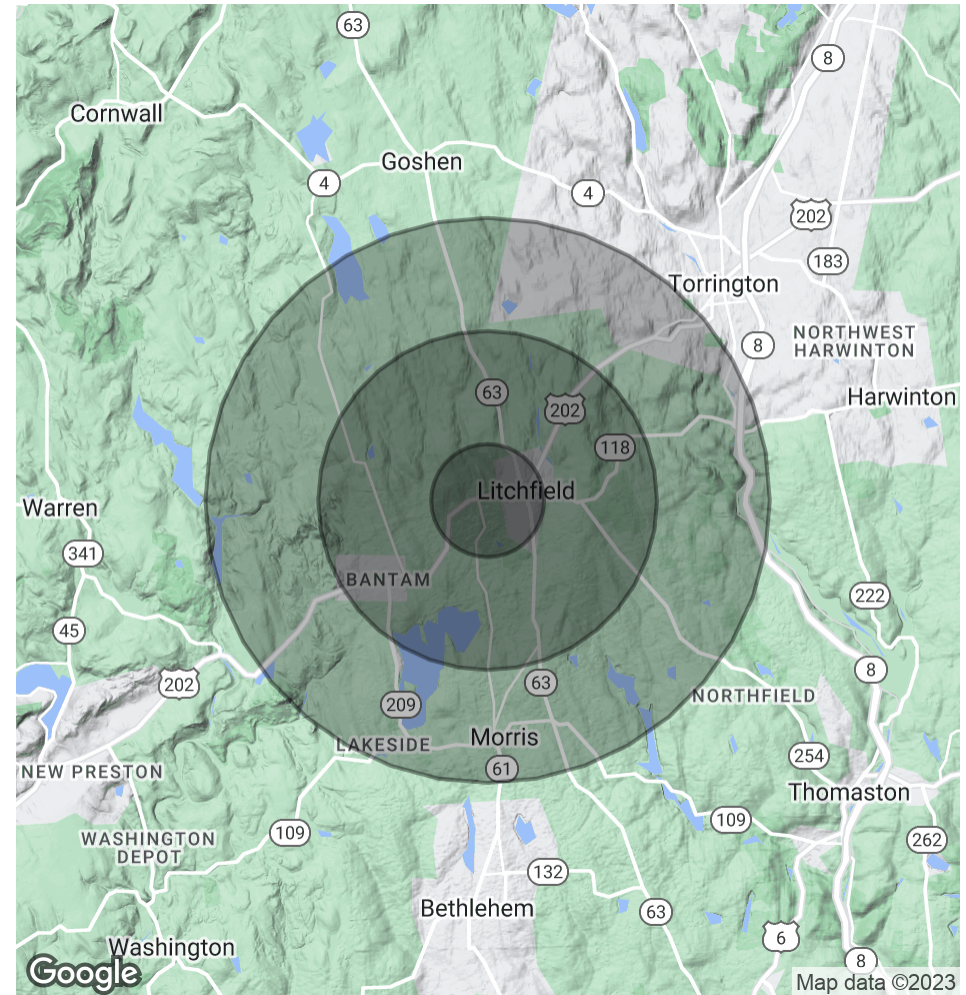 63
8
Cornwall
Goshen
4
4
202
183
Torrington
8
NORTHWEST
HARWINTON
63
Harwinton
202
118
Litchfield
Warren
341
BANTAM
222
45
8
202
63
NORTHFIELD
209
Morris
LAKESIDE
254
61
NEW PRESTON
Thomaston
109
109
WASHINGTON
DEPOT
262
132
Bethlehem
63
6
Washington
8
Google
Map data ©2023